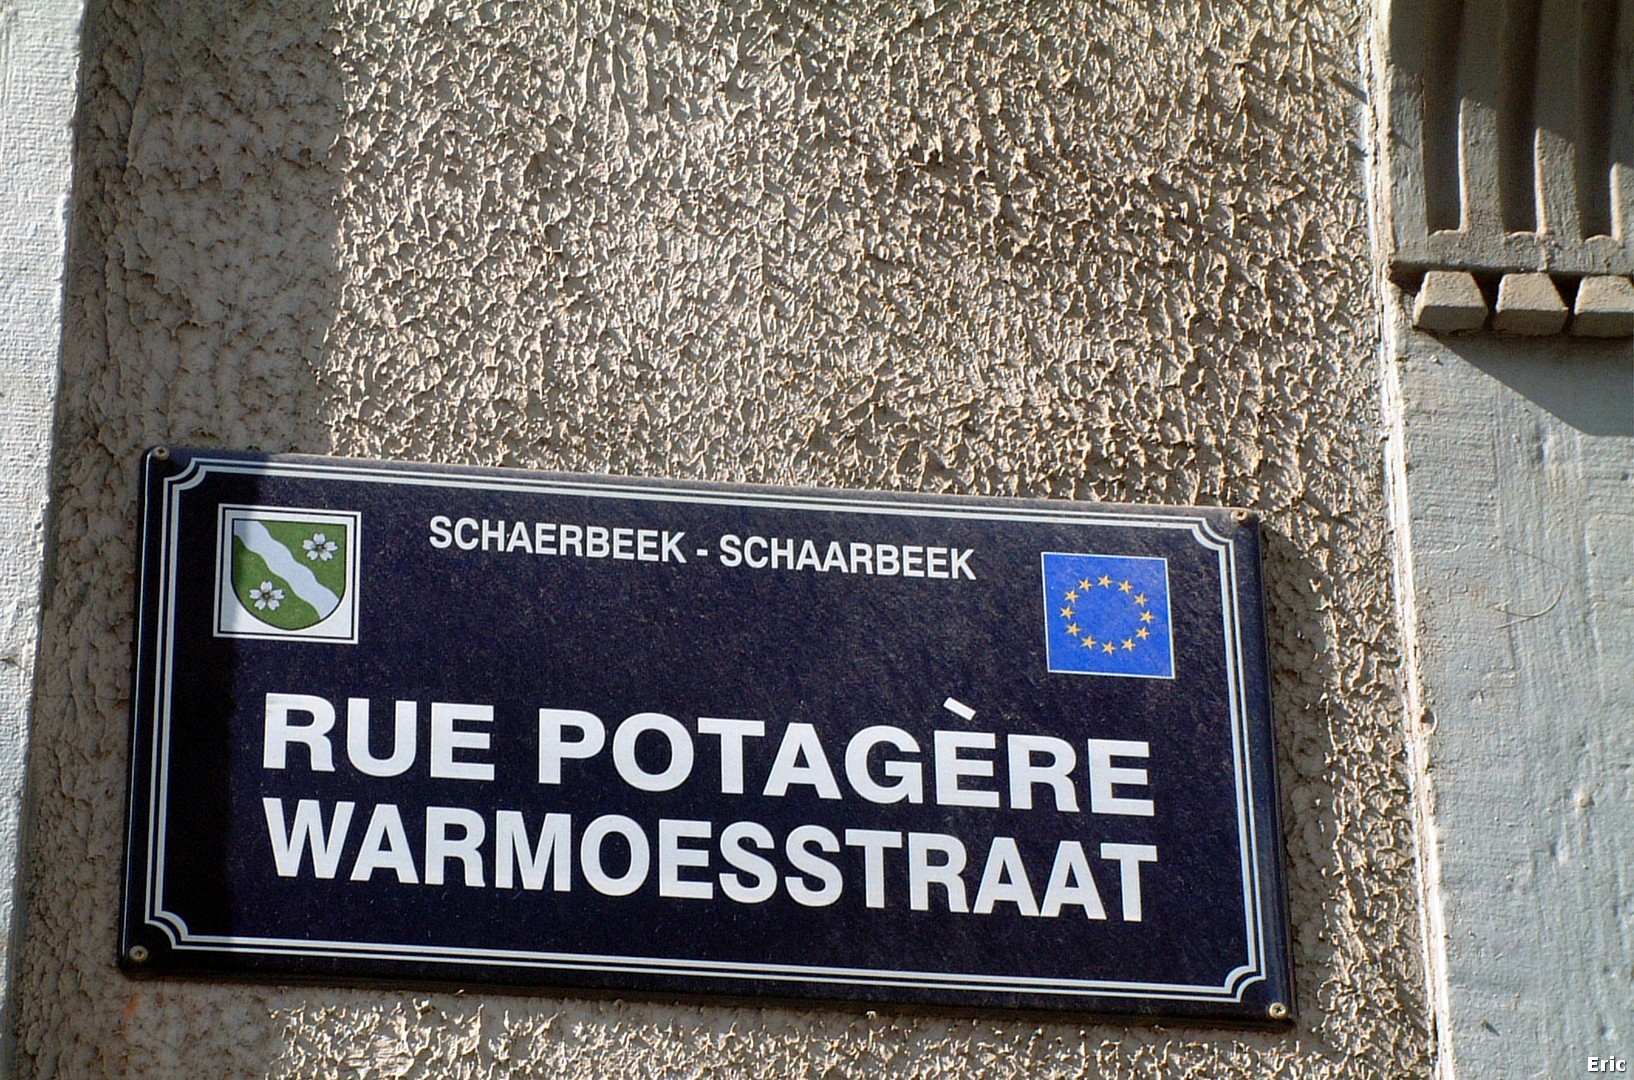 SCHAERBEEK - SCHAARBEEK
RUE POTAGÈRE
WARMOESSTRAAT
Eric